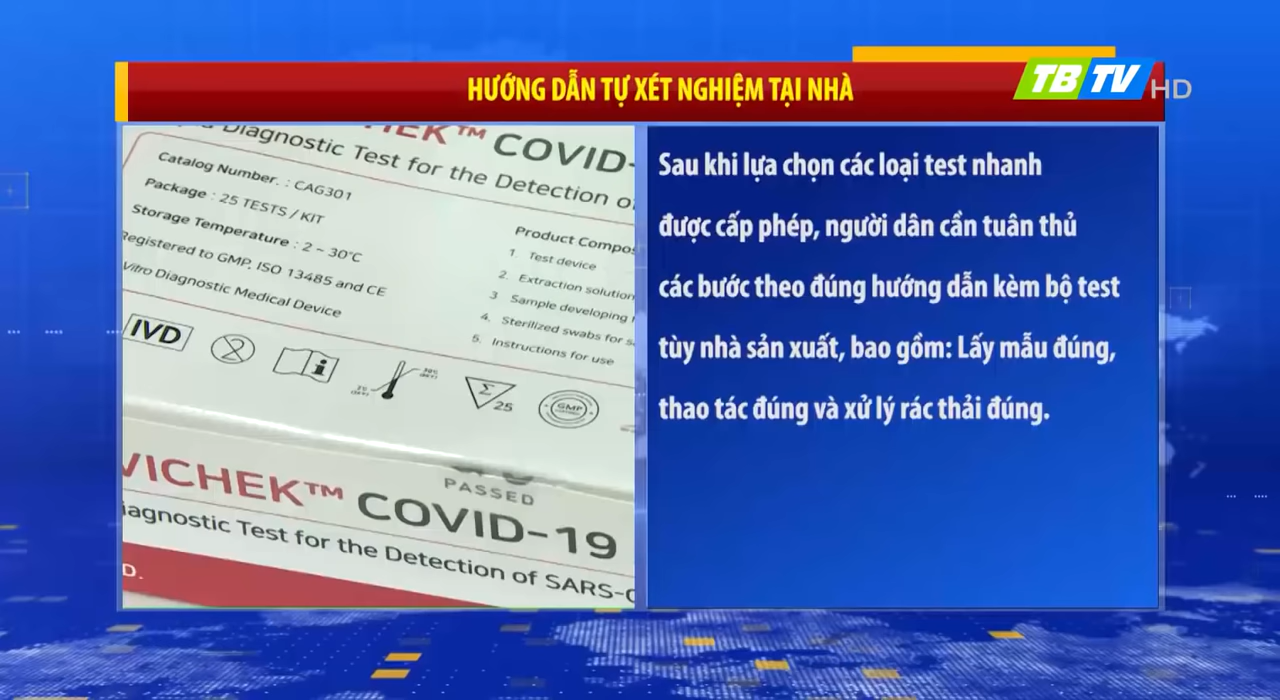 HƯỚNG DẪN TỰ XÉT NGHIỆM TẠI NHÀ
TBTV HD
COVID-
Diagnostic Test for the Detection
Catalog Number. : CAG301
Package : 25 TESTS / KIT
Storage Temperature : 2 ~ 30℃
Registered to GMP, ISO 13485 and CE
Vitro Diagnostic Medical Device
Product
1. Test device
2. Extraction solution
3 Sample developing
4. Sterilized swabs for
5. Instructions for use
IVD
2
i
Σ
25
GMP
PASSED
VICHEK™ COVID-19
Diagnostic Test for the Detection of SARS-
D.
Sau khi lựa chọn các loại test nhanh
được cấp phép, người dân cần tuân thủ
các bước theo đúng hướng dẫn kèm bộ test
tùy nhà sản xuất, bao gồm: Lấy mẫu đúng,
thao tác đúng và xử lý rác thải đúng.